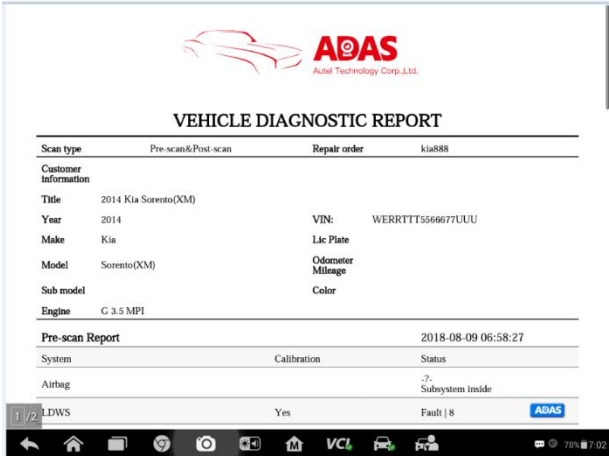 ADAS
Autel Technology Corp.,Ltd.
VEHICLE DIAGNOSTIC REPORT
Scan type Pre-scan&Post-scan Repair order kia888
Customer information
Title 2014 Kia Sorento(XM)
Year 2014 VIN: WERRTTT5566677UUU
Make Kia Lic Plate
Model Sorento(XM) Odometer Mileage
Sub model Color
Engine G 3.5 MPI
Pre-scan Report 2018-08-09 06:58:27
System Calibration Status
Airbag -?-
Subsystem inside
LDWS Yes Fault | 8 ADAS
1 /2
M VCI 78% 7:02